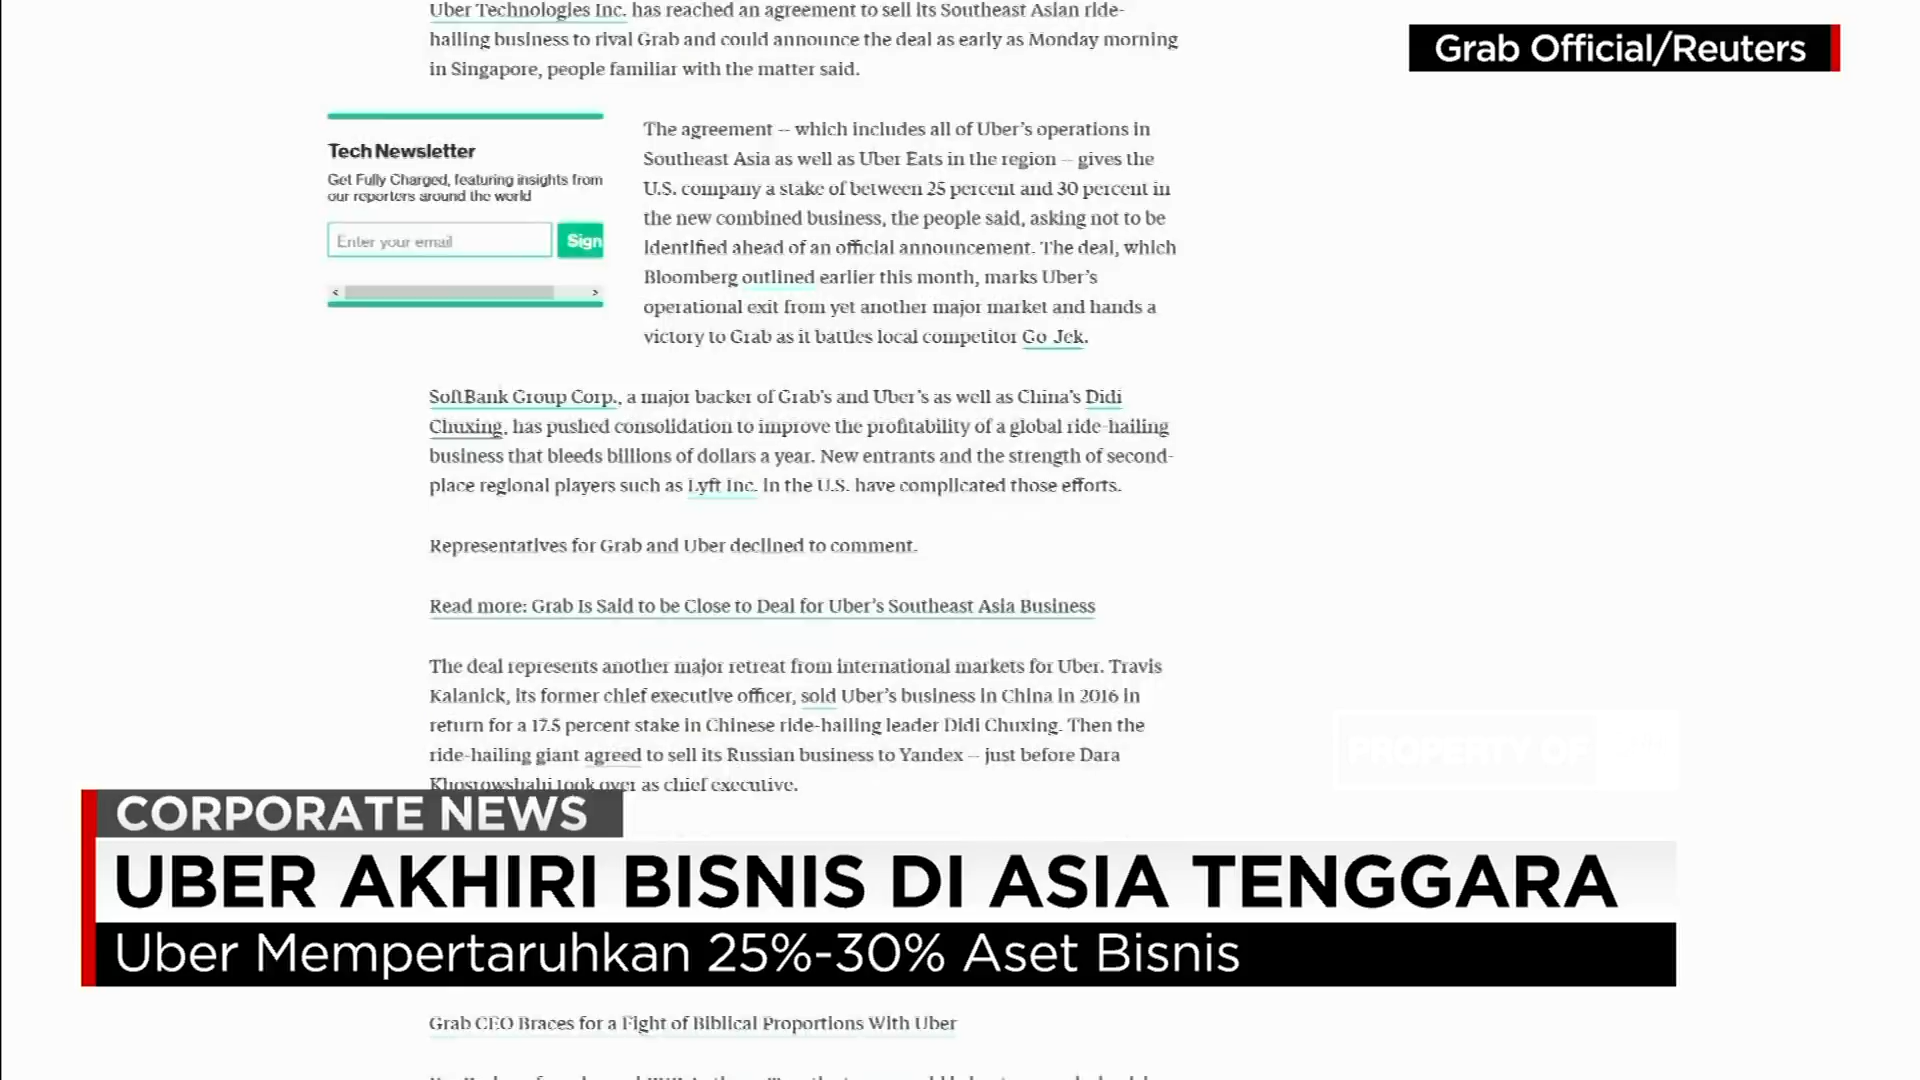 Uber Technologies Inc. has reached an agreement to sell its Southeast Asian ride-
hailing business to rival Grab and could announce the deal as early as Monday morning
in Singapore, people familiar with the matter said.
Grab Official/Reuters
Tech Newsletter
Get Fully Charged, featuring insights from
our reporters around the world
Enter your email
Sign
The agreement -- which includes all of Uber's operations in
Southeast Asia as well as Uber Eats in the region -- gives the
U.S. company a stake of between 25 percent and 30 percent in
the new combined business, the people said, asking not to be
identified ahead of an official announcement. The deal, which
Bloomberg outlined earlier this month, marks Uber's
operational exit from yet another major market and hands a
victory to Grab as it battles local competitor Go-Jek.
SoftBank Group Corp., a major backer of Grab's and Uber's as well as China's Didi
Chuxing, has pushed consolidation to improve the profitability of a global ride-hailing
business that bleeds billions of dollars a year. New entrants and the strength of second-
place regional players such as Lyft Inc. in the U.S. have complicated those efforts.
Representatives for Grab and Uber declined to comment.
Read more: Grab Is Said to be Close to Deal for Uber's Southeast Asia Business
The deal represents another major retreat from international markets for Uber. Travis
Kalanick, its former chief executive officer, sold Uber's business in China in 2016 in
return for a 17.5 percent stake in Chinese ride-hailing leader Didi Chuxing. Then the
ride-hailing giant agreed to sell its Russian business to Yandex -- just before Dara
Khosrowshahi took over as chief executive.
PROPERTY OF
CORPORATE NEWS
UBER AKHIRI BISNIS DI ASIA TENGGARA
Uber Mempertaruhkan 25%-30% Aset Bisnis
Grab CEO Braces for a Fight of Biblical Proportions With Uber